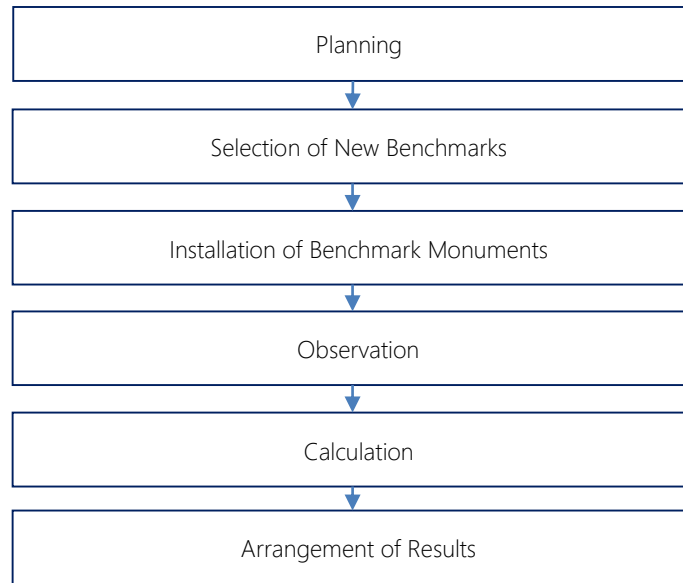 Planning
Selection of New Benchmarks
Installation of Benchmark Monuments
Observation
Calculation
Arrangement of Results